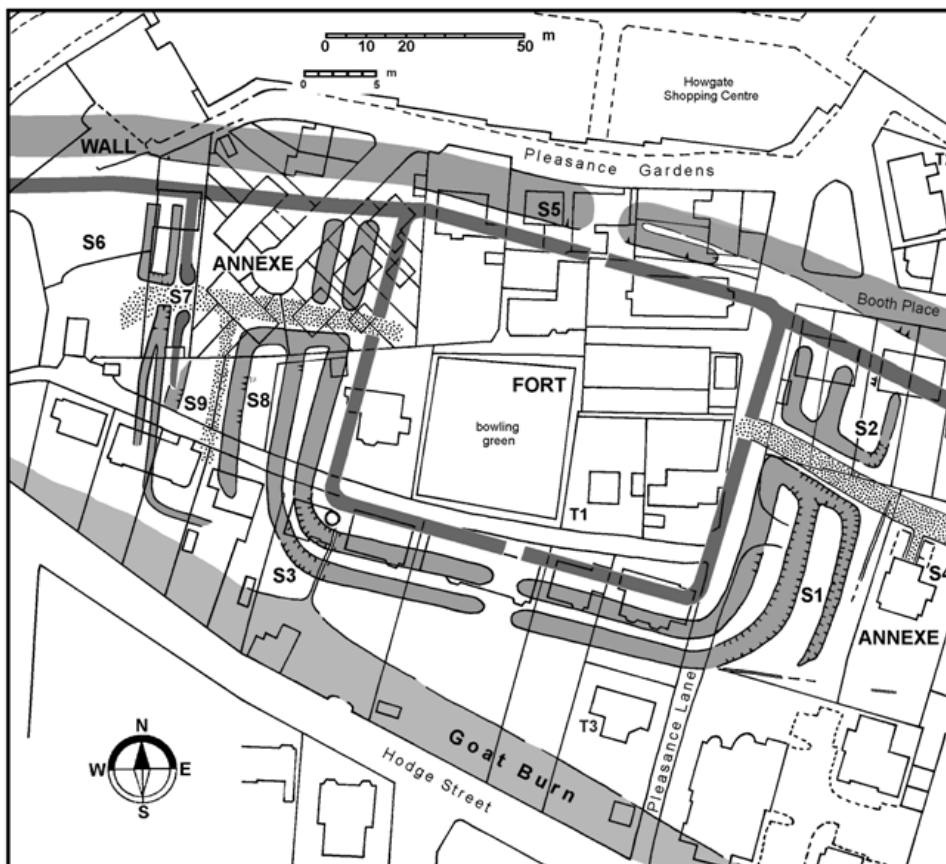 m
0 10 20 50
m
0 5
Howgate
Shopping Centre
WALL
Pleasance Gardens
S5
S6
ANNEXE
S7
Booth Place
FORT
S9
S8
bowling
green
S2
T1
S4
S3
S1
ANNEXE
T3
Goat Burn
Hodge Street
Pleasance Lane
N
W E
S